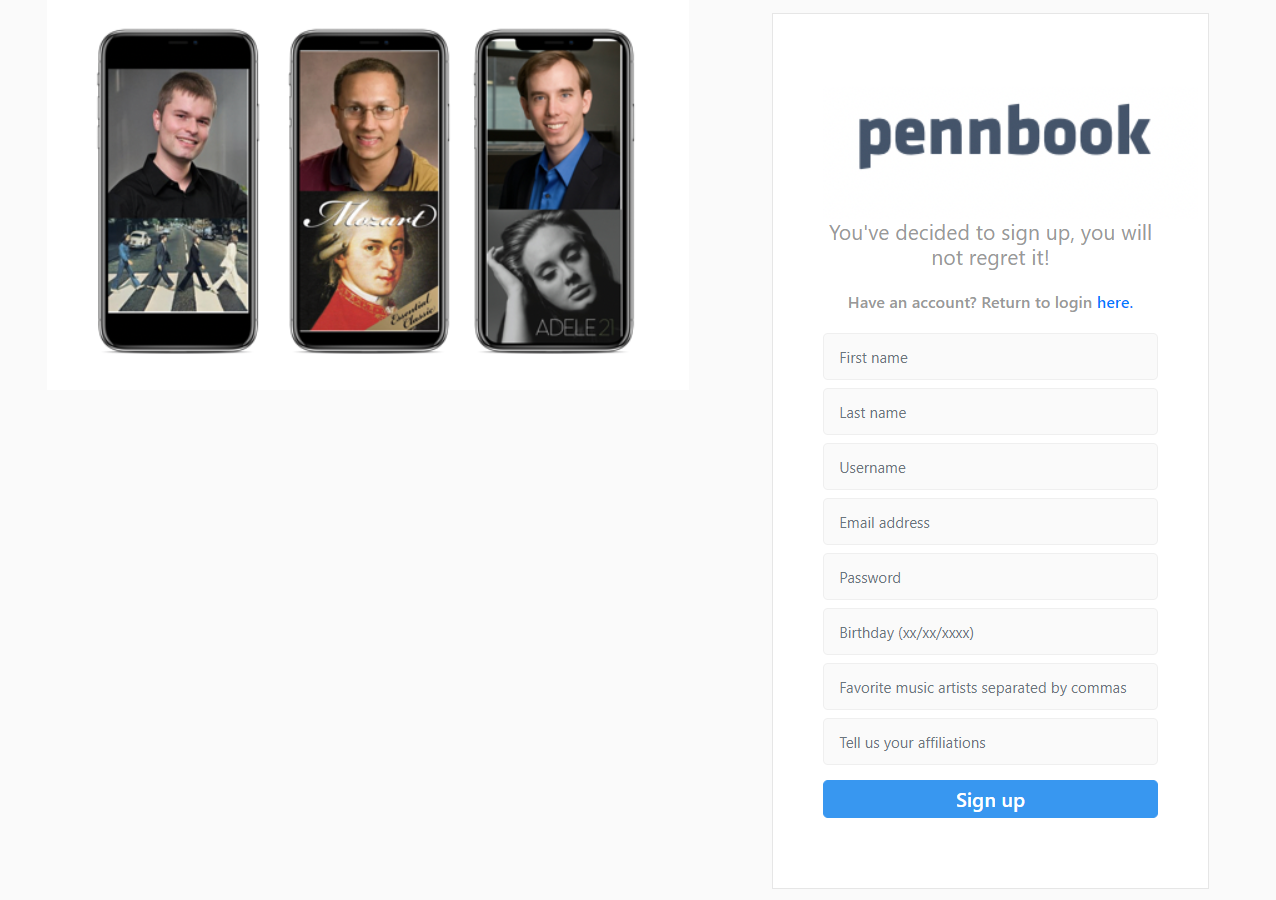 Mozart
Essential
Classic
ADELE 21
pennbook
You've decided to sign up, you will
not regret it!
Have an account? Return to login here.
First name
Last name
Username
Email address
Password
Birthday (xx/xx/xxxx)
Favorite music artists separated by commas
Tell us your affiliations
Sign up